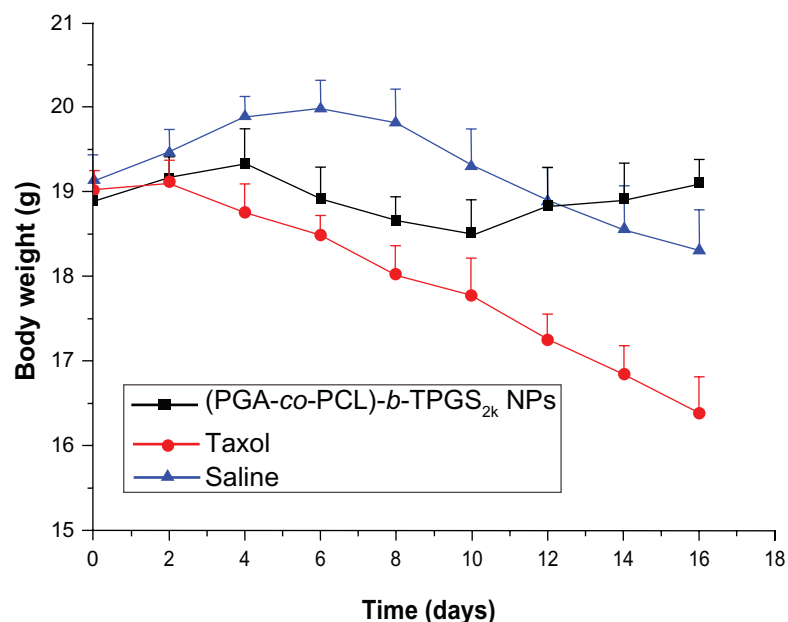 21
20
19
18
17
16
15
Body weight (g)
(PGA-co-PCL)-b-TPGS2k NPs
Taxol
Saline
0 2 4 6 8 10 12 14 16 18
Time (days)